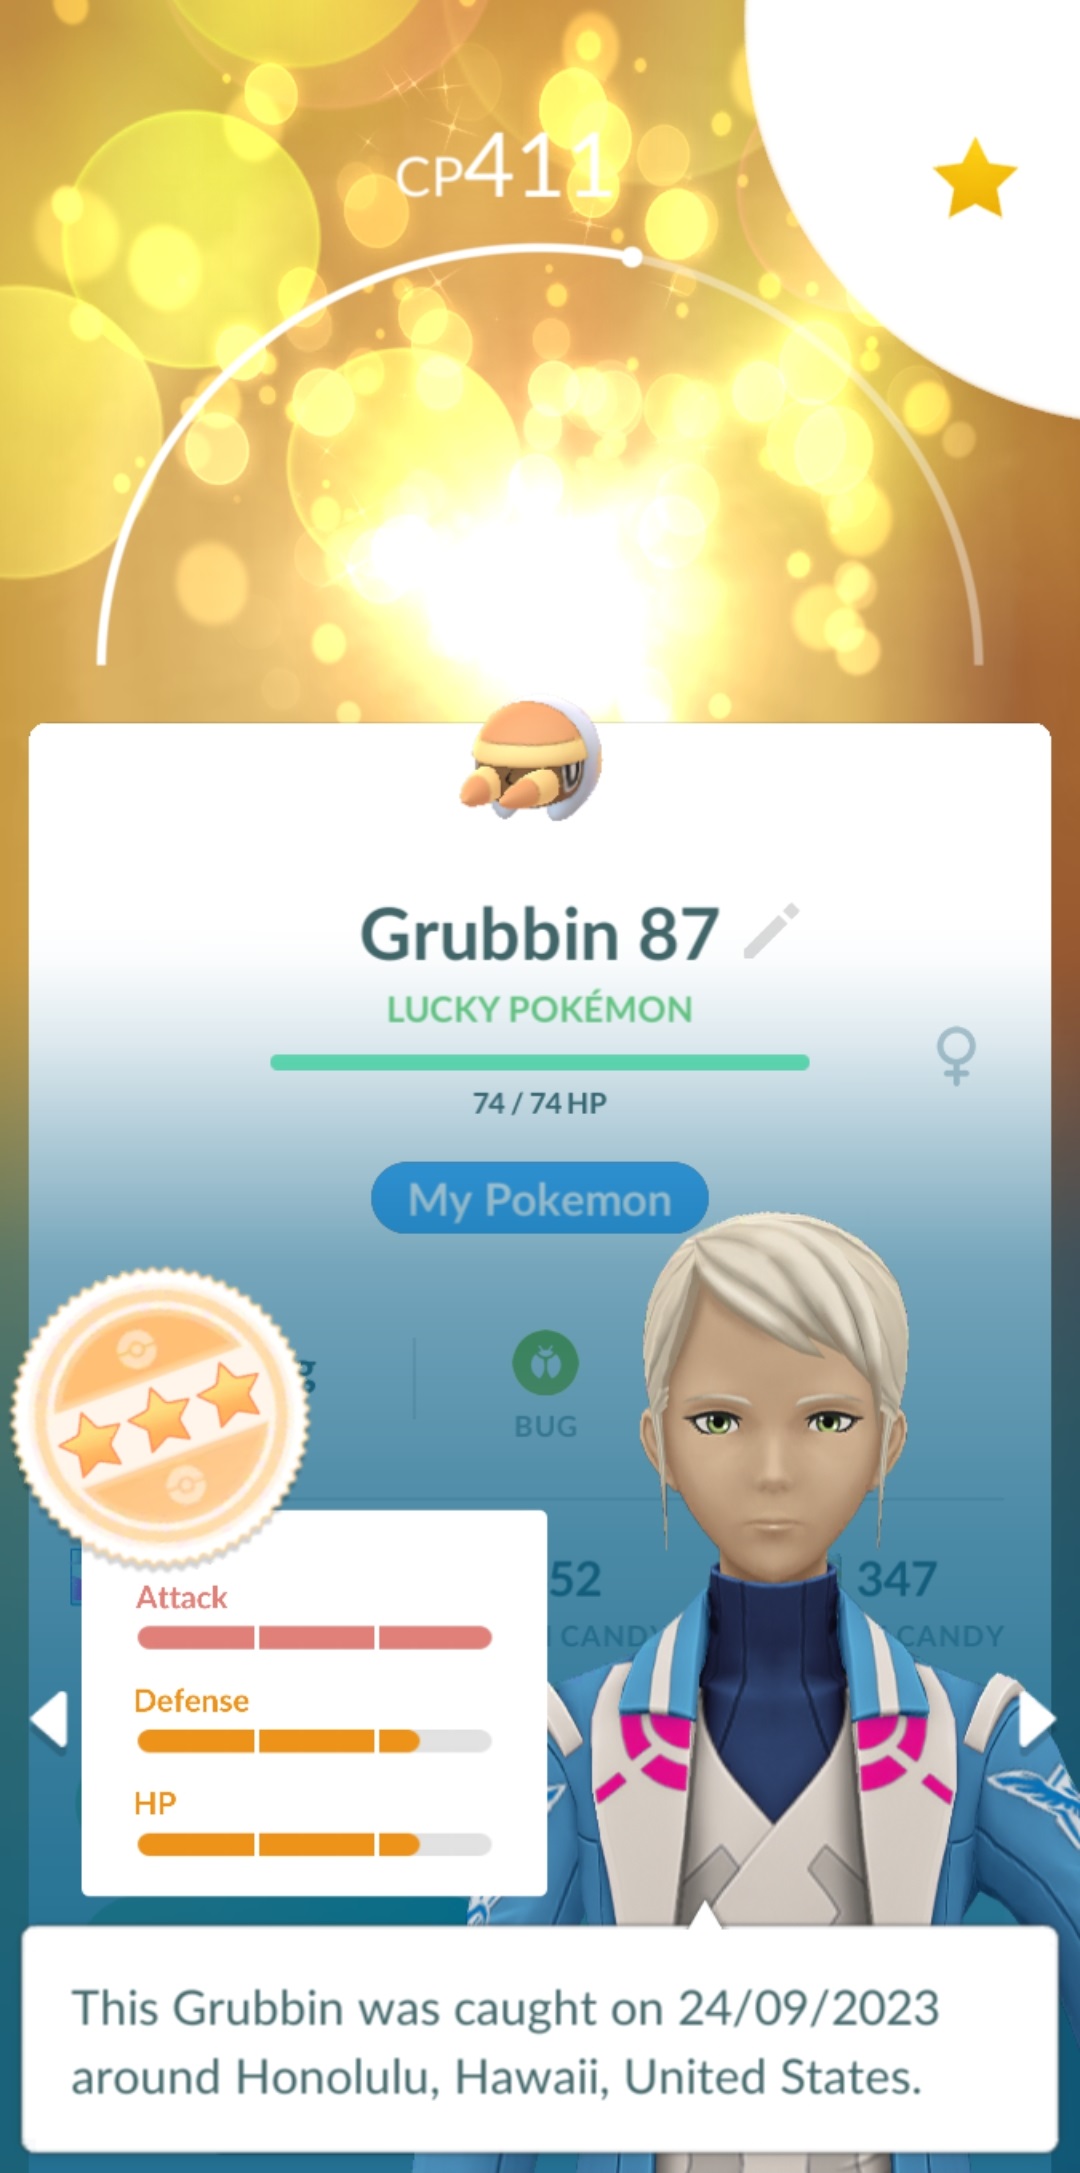 CP411
Grubbin 87
LUCKY POKÉMON
74 / 74 HP
My Pokemon
BUG
52
347
CANDY
CANDY
Attack
Defense
HP
This Grubbin was caught on 24/09/2023
around Honolulu, Hawaii, United States.